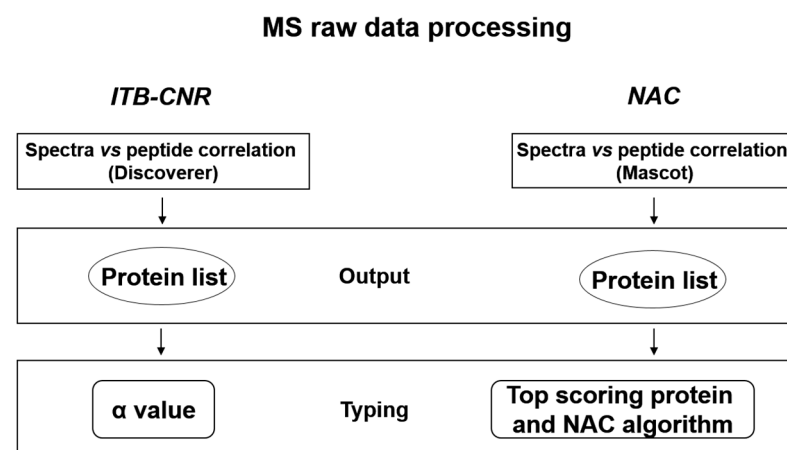 MS raw data processing
ITB-CNR
NAC
Spectra vs peptide correlation
(Discoverer)
Spectra vs peptide correlation
(Mascot)
Protein list
Output
Protein list
α value
Typing
Top scoring protein
and NAC algorithm